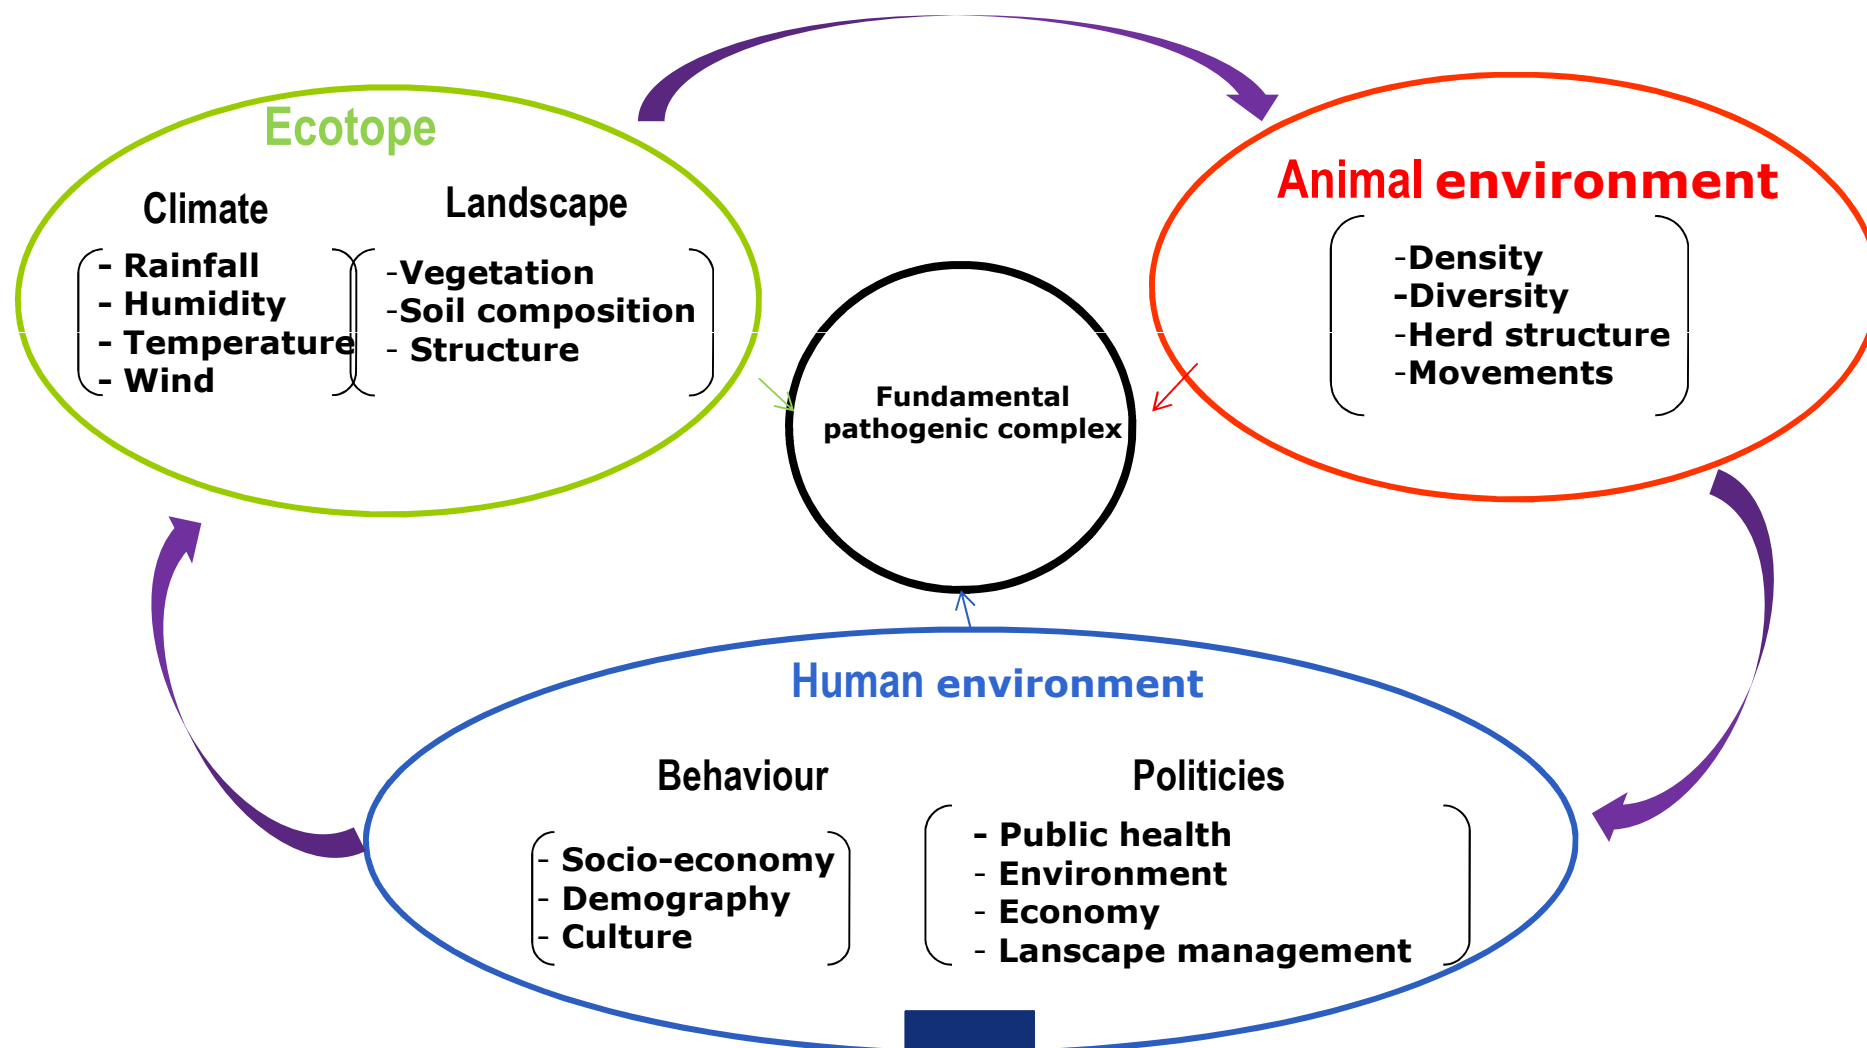 Ecotope
Climate
- Rainfall
- Humidity
- Temperature
- Wind
Landscape
-Vegetation
-Soil composition
- Structure
Animal environment
-Density
-Diversity
-Herd structure
-Movements
Fundamental
pathogenic complex
Human environment
Behaviour
- Socio-economy
- Demography
- Culture
Politicies
- Public health
- Environment
- Economy
- Lanscape management